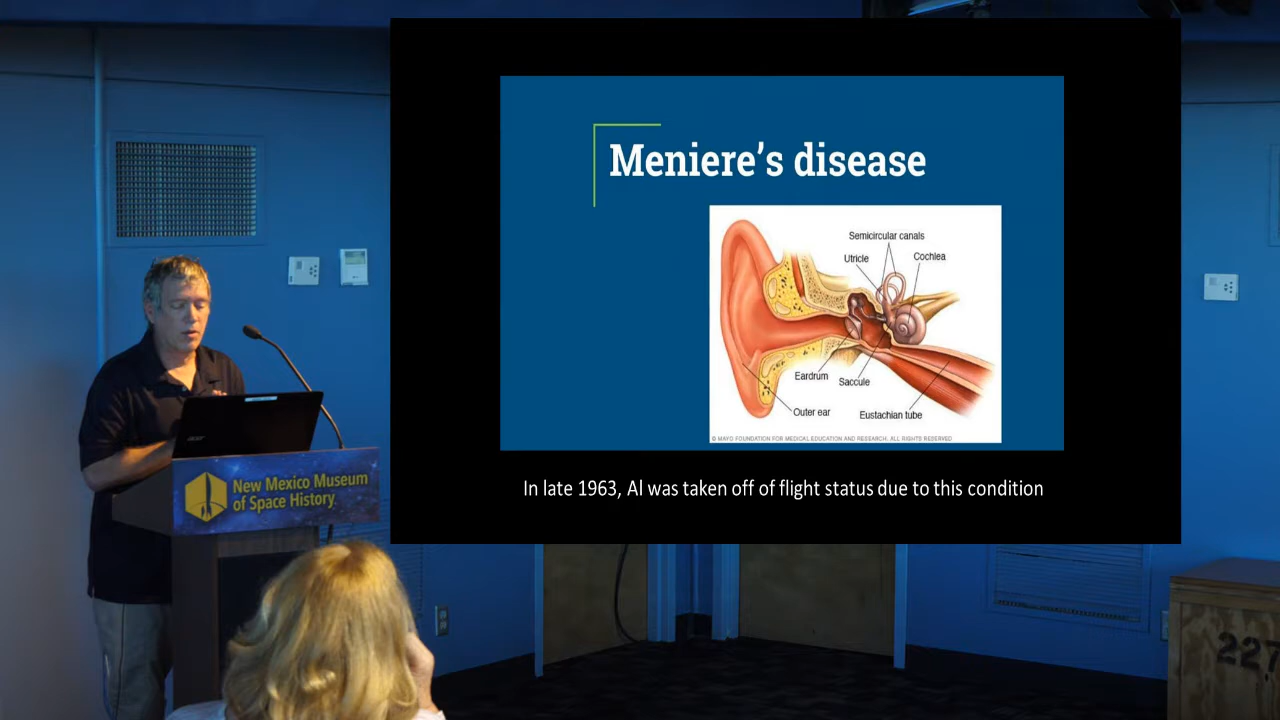 Meniere's disease
Semicircular canals
Utricle
Cochlea
Eardrum
Saccule
Outer ear
Eustachian tube
© MAYO FOUNDATION FOR MEDICAL EDUCATION AND RESEARCH. ALL RIGHTS RESERVED
In late 1963, Al was taken off of flight status due to this condition
acer
New Mexico Museum
of Space History
227